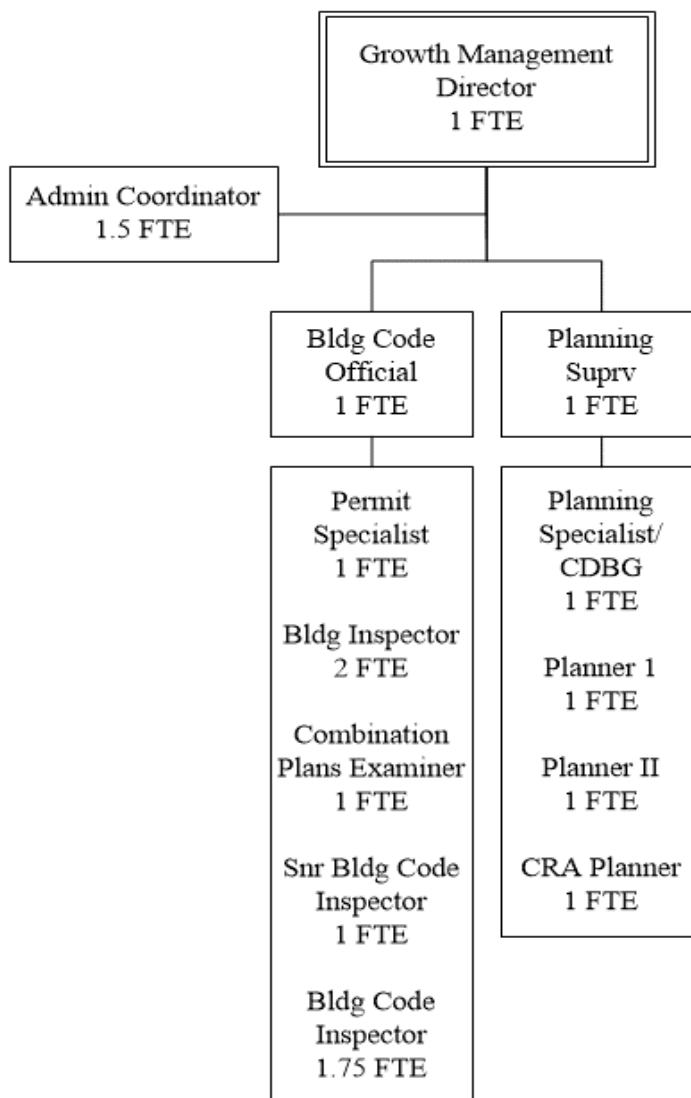 Growth Management
Director
1 FTE
Admin Coordinator
1.5 FTE
Bldg Code
Official
1 FTE
Planning
Suprv
1 FTE
Permit
Specialist
1 FTE
Bldg Inspector
2 FTE
Combination
Plans Examiner
1 FTE
Snr Bldg Code
Inspector
1 FTE
Bldg Code
Inspector
1.75 FTE
Planning
Specialist/
CDBG
1 FTE
Planner 1
1 FTE
Planner II
1 FTE
CRA Planner
1 FTE